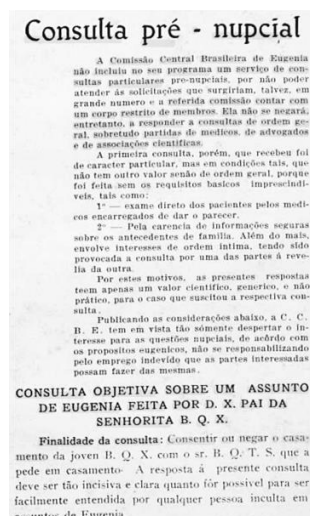 Consulta pré - nupcial
A Comissão Central Brasileira de Eugenia
não incluiu no seu programa um serviço de con-
sultas particulares pre-nupciais, por não poder
atender ás solicitações que surgiriam, talvez, em
grande numero e a referida comissão contar com
um corpo restrito de membros. Ela não se negará,
entretanto, a responder a consultas de ordem ge-
ral, sobretudo partidas de medicos, de advogados
e de associações cientificas.
A primeira consulta, porém, que recebeu foi
de caracter particular, mas em condições tais, que
não tem outro valor senão de ordem geral, porque
foi feita sem os requisitos basicos imprescindi-
veis, tais como:
1º — exame direto dos pacientes pelos medi-
cos encarregados de dar o parecer.
2º — Pela carencia de informações seguras
sobre os antecedentes de familia. Além do mais,
envolve interesses de ordem intima, tendo sido
provocada a consulta por uma das partes á reve-
lia da outra.
Por estes motivos, as presentes respostas
teem apenas um valor cientifico, generico, e não
prático, para o caso que suscitou a respectiva con-
sulta.
Publicando as considerações abaixo, a C. C.
B. E. tem em vista tão sómente despertar o in-
teresse para as questões nupciais, de acôrdo com
os propositos eugenicos, não se responsabilizando
pelo emprego indevido que as partes interessadas
possam fazer das mesmas.
CONSULTA OBJETIVA SOBRE UM ASSUNTO
DE EUGENIA FEITA POR D. X. PAI DA
SENHORITA B. Q. X.
Finalidade da consulta: Consentir ou negar o casa-
mento da joven B. Q. X. com o sr. B. Q. T. S. que a
pede em casamento- A resposta á presente consulta
deve ser tão incisiva e clara quanto fôr possivel para ser
facilmente entendida por qualquer pessoa inculta em
assuntos de Eugenia.